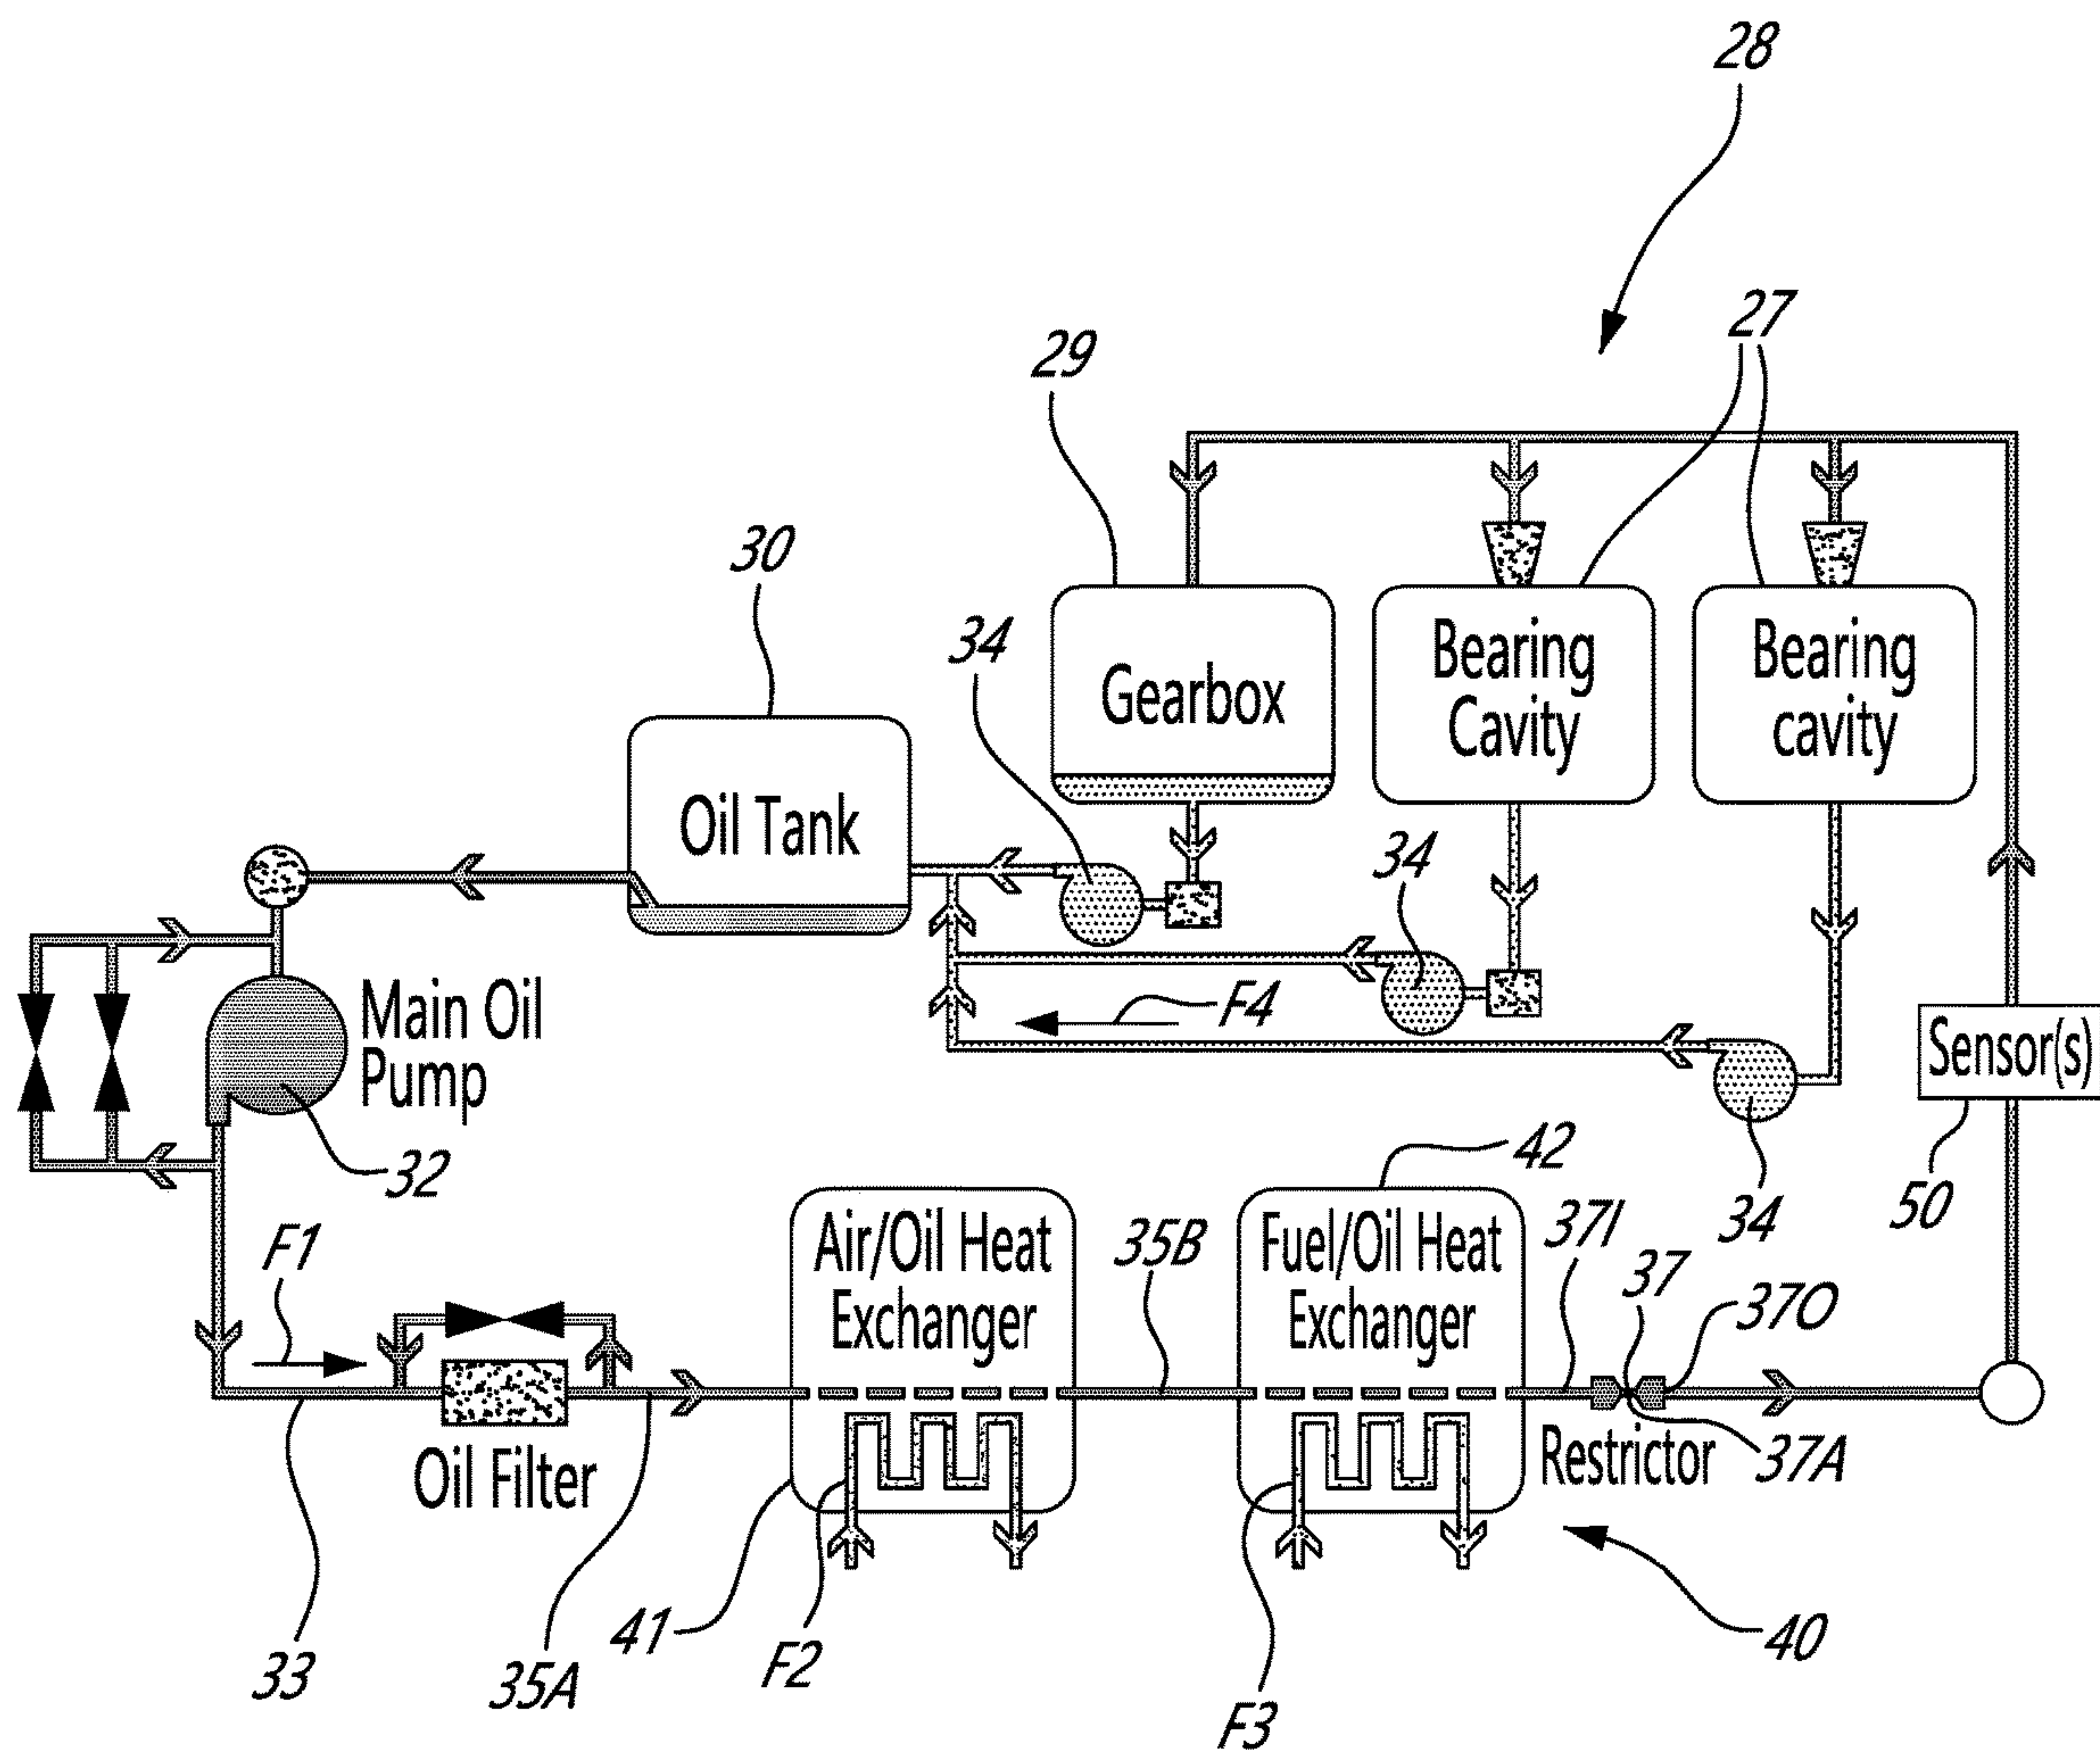 28
27
29
30
34
Gearbox
Bearing
Cavity
Bearing
cavity
Oil Tank
34
Main Oil
Pump
F4
Sensor(s)
32
42
50
34
F1
Air/Oil Heat
Exchanger
35B
Fuel/Oil Heat
Exchanger
37I
37
37O
Oil Filter
Restrictor
37A
33
35A
41
F2
F3
40